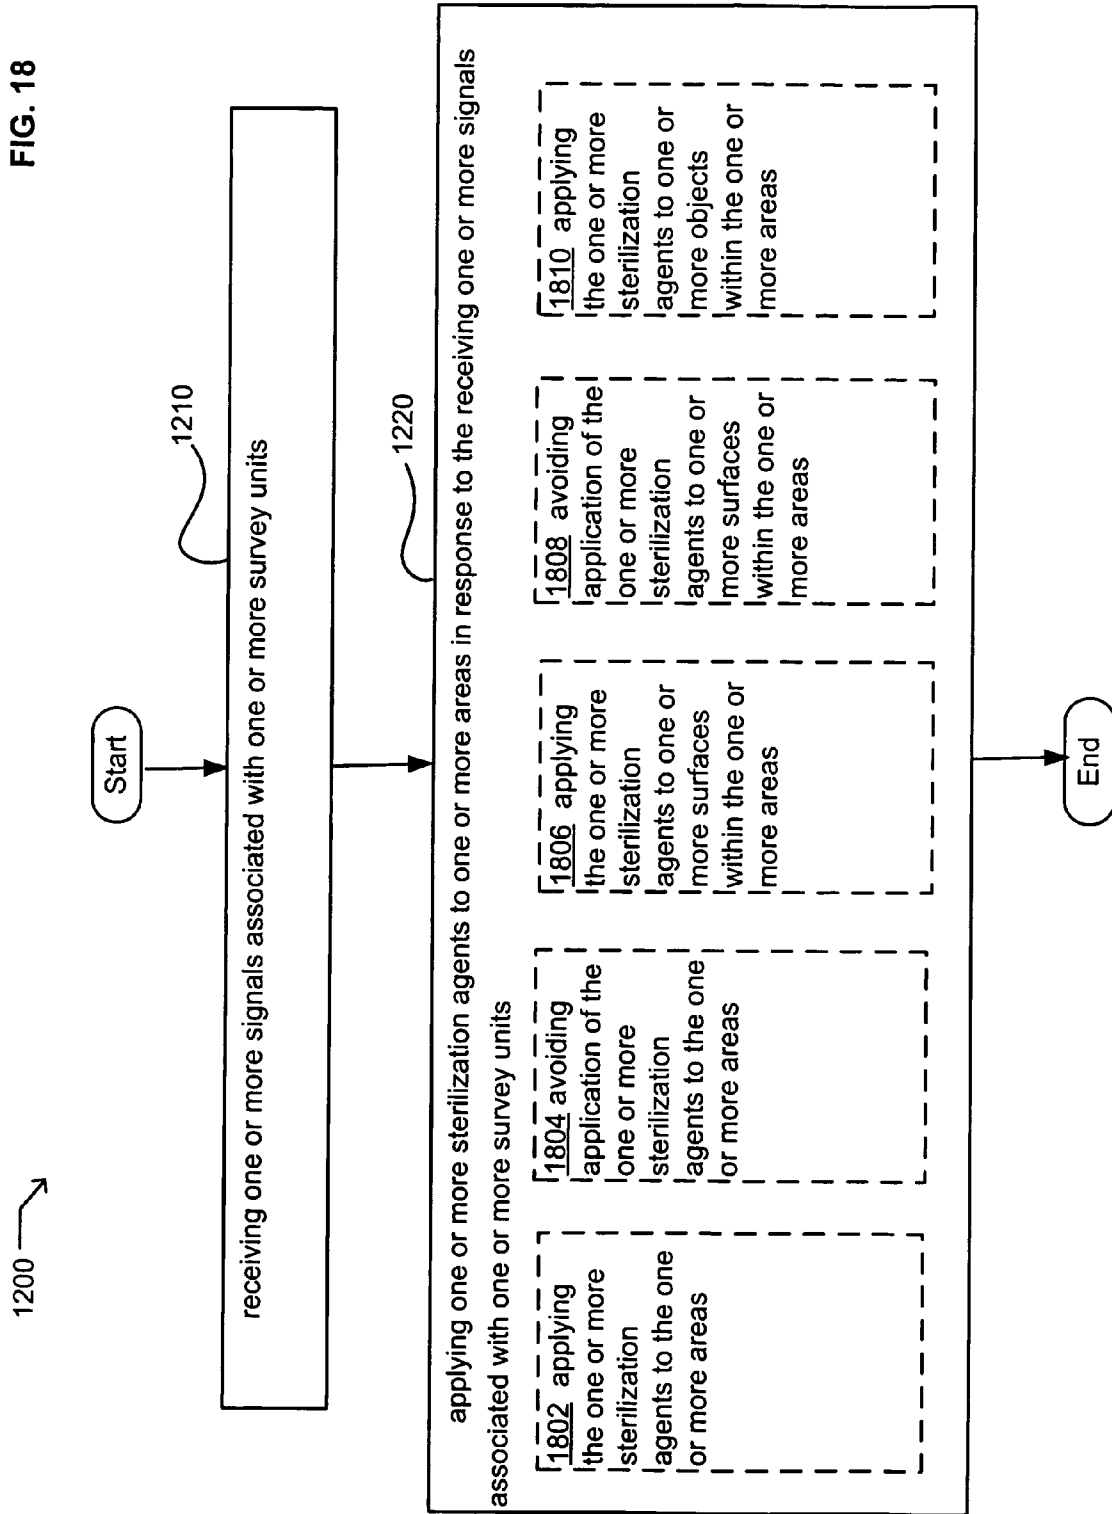 1200
FIG. 18
Start
1210
receiving one or more signals associated with one or more survey units
1220
applying one or more sterilization agents to one or more areas in response to the receiving one or more signals
associated with one or more survey units
1802 applying
the one or more
sterilization
agents to the one
or more areas
1804 avoiding
application of the
one or more
sterilization
agents to the one
or more areas
1806 applying
the one or more
sterilization
agents to one or
more surfaces
within the one or
more areas
1808 avoiding
application of the
one or more
sterilization
agents to one or
more surfaces
within the one or
more areas
1810 applying
the one or more
sterilization
agents to one or
more objects
within the one or
more areas
End